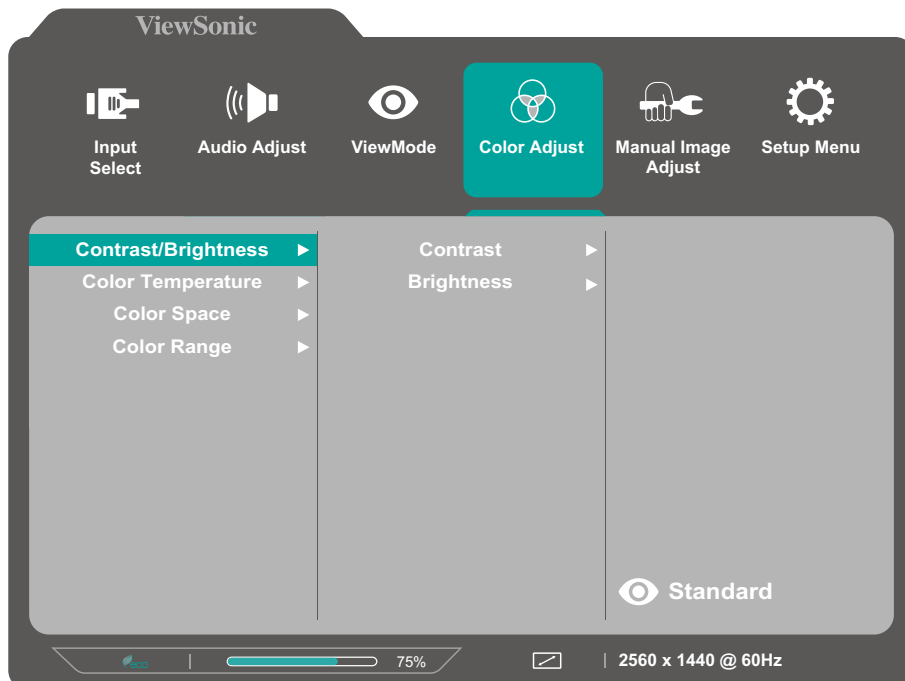 ViewSonic
Input
Select
Audio Adjust
ViewMode
Color Adjust
Manual Image
Adjust
Setup Menu
Contrast/Brightness
Color Temperature
Color Space
Color Range
Contrast
Brightness
Standard
eco
75%
2560 x 1440 @ 60Hz